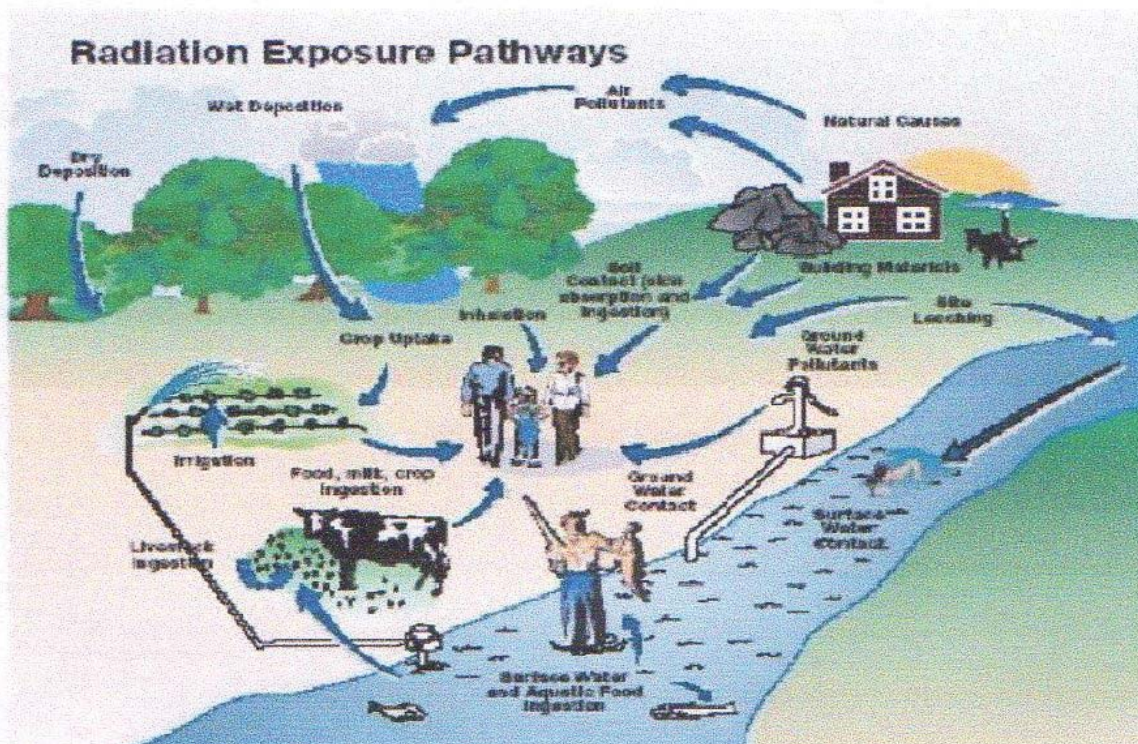 Radiation Exposure Pathways
Wet Deposition
Air
Pollutants
Natural Causes
Dry
Deposition
Building Materials
Soil
Contact (skin
absorption and
ingestion)
Inhalation
Site
Leeching
Crop Uptake
Ground
Water
Pollutants
Irrigation
Food, milk, crop
ingestion
Ground
Water
Contact
Surface
Water
Contact
Livestock
Ingestion
Surface Water
and Aquatic Food
Ingestion